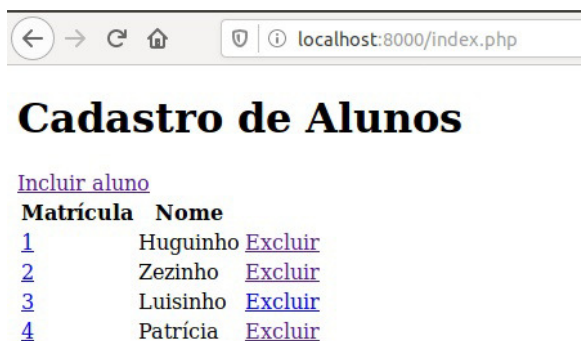 localhost:8000/index.php
Cadastro de Alunos
Incluir aluno
Matrícula Nome
1 Huguinho Excluir
2 Zezinho Excluir
3 Luisinho Excluir
4 Patrícia Excluir